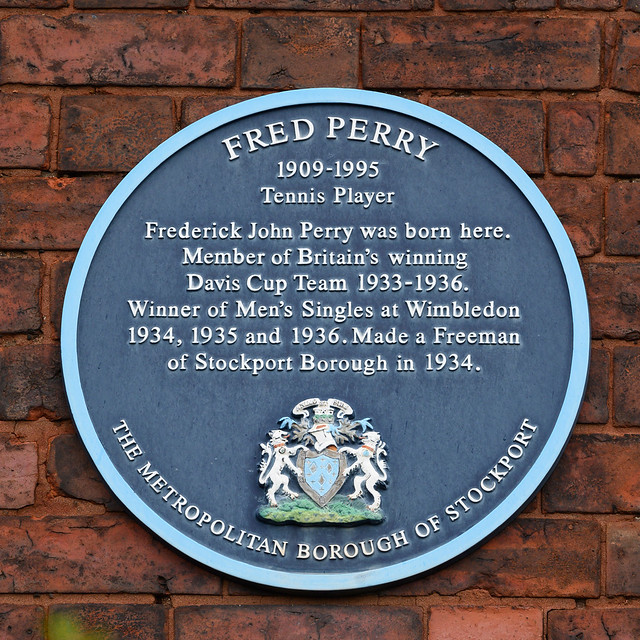 FRED PERRY
1909-1995
Tennis Player
Frederick John Perry was born here.
Member of Britain's winning
Davis Cup Team 1933-1936.
Winner of Men's Singles at Wimbledon
1934, 1935 and 1936. Made a Freeman
of Stockport Borough in 1934.
THE METROPOLITAN BOROUGH OF STOCKPORT